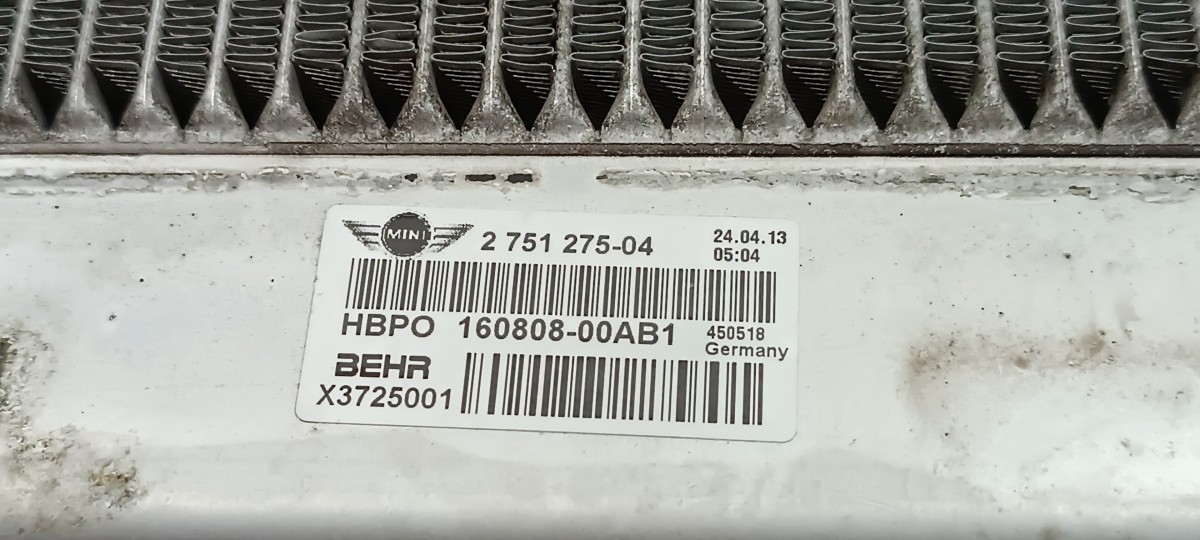 MINI 2 751 275-04 24.04.13
05:04
HBPO 160808-00AB1 450518
Germany
BEHR
X3725001